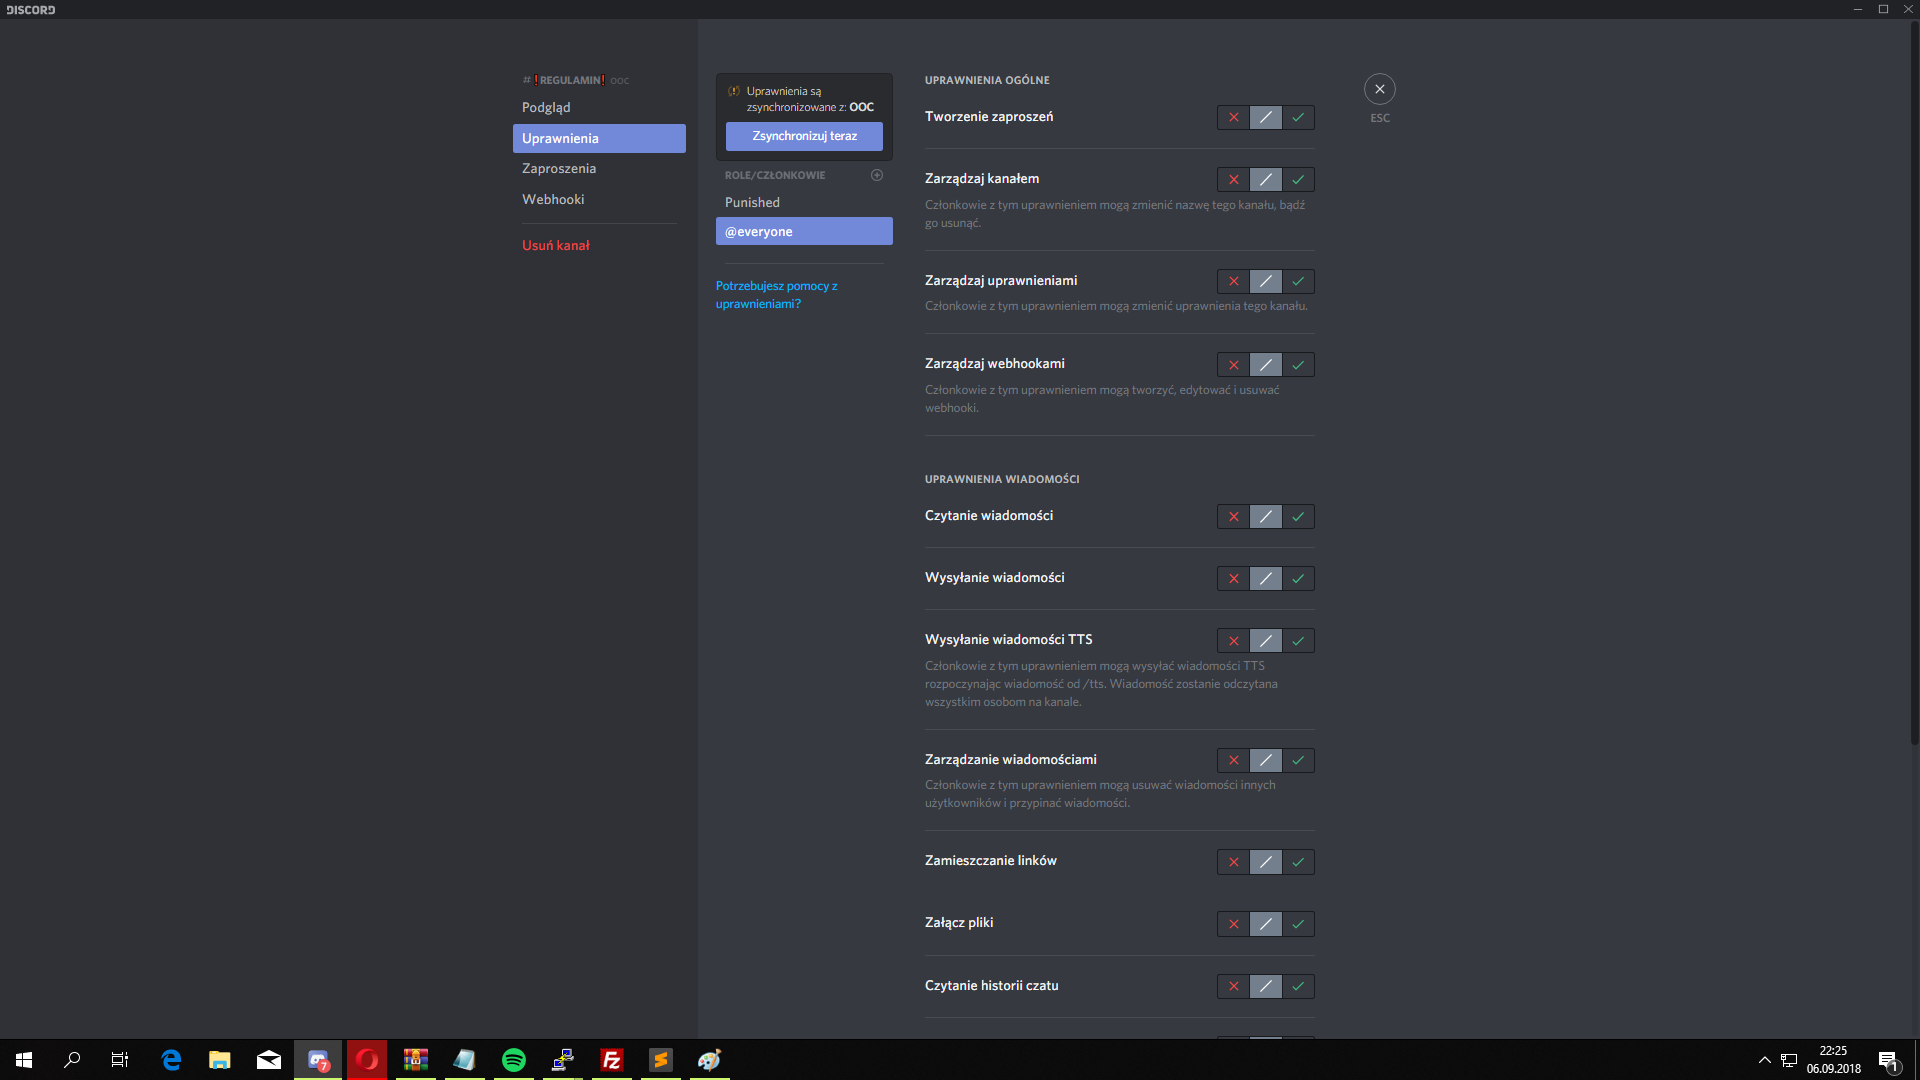 DISCORD
#❗REGULAMIN❗ OOC
Podgląd
Uprawnienia
Zaproszenia
Webhooki
Usuń kanał
Uprawnienia są
zsynchronizowane z: OOC
Zsynchronizuj teraz
ROLE/CZŁONKOWIE
Punished
@everyone
Potrzebujesz pomocy z
uprawnieniami?
UPRAWNIENIA OGÓLNE
Tworzenie zaproszeń
Zarządzaj kanałem
Członkowie z tym uprawnieniem mogą zmienić nazwę tego kanału, bądź
go usunąć.
Zarządzaj uprawnieniami
Członkowie z tym uprawnieniem mogą zmienić uprawnienia tego kanału.
Zarządzaj webhookami
Członkowie z tym uprawnieniem mogą tworzyć, edytować i usuwać
webhooki.
UPRAWNIENIA WIADOMOŚCI
Czytanie wiadomości
Wysyłanie wiadomości
Wysyłanie wiadomości TTS
Członkowie z tym uprawnieniem mogą wysyłać wiadomości TTS
rozpoczynając wiadomość od /tts. Wiadomość zostanie odczytana
wszystkim osobom na kanale.
Zarządzanie wiadomościami
Członkowie z tym uprawnieniem mogą usuwać wiadomości innych
użytkowników i przypinać wiadomości.
Zamieszczanie linków
Załącz pliki
Czytanie historii czatu
ESC
7
Fz
22:25
06.09.2018
1